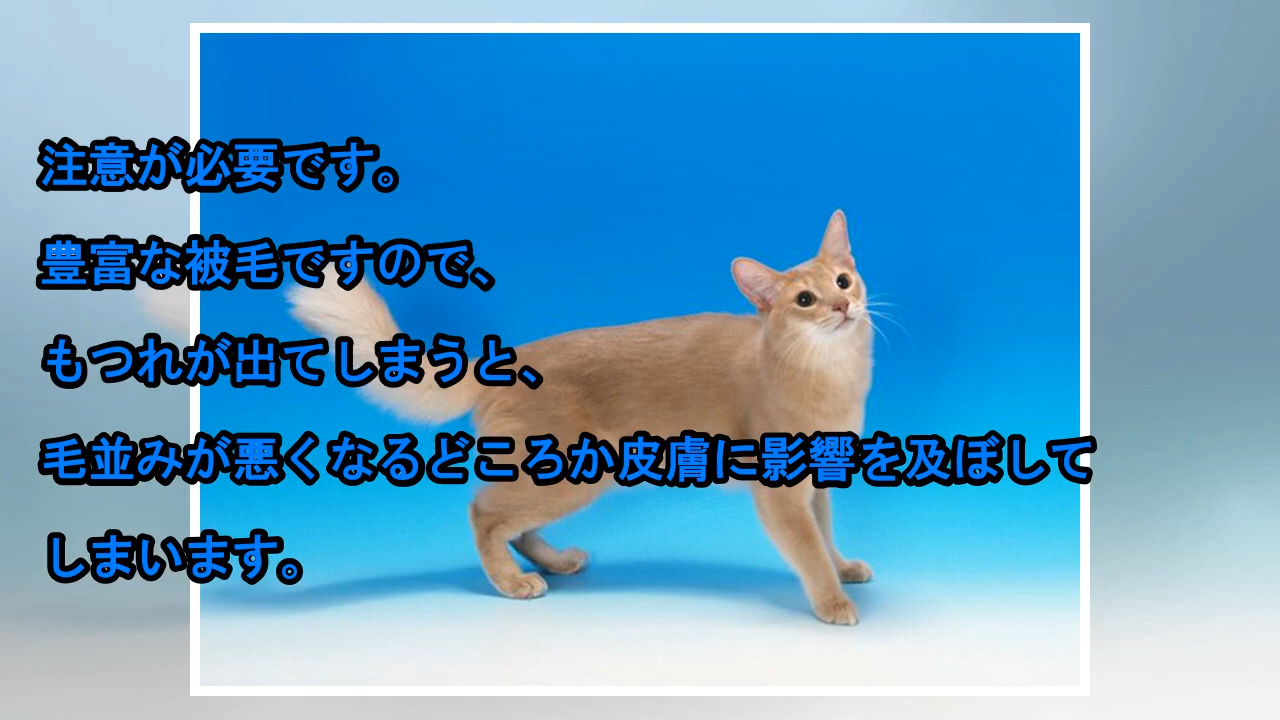 注意が必要です。
豊富な被毛ですので、
もつれが出てしまうと、
毛並みが悪くなるどころか皮膚に影響を及ぼして
しまいます。